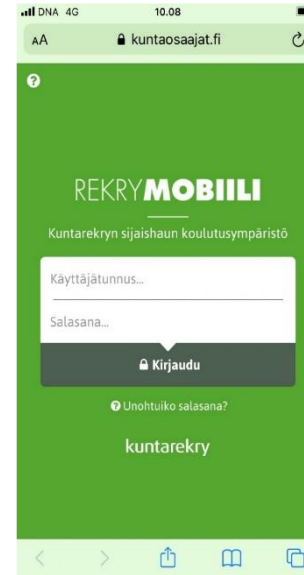 DNA 4G 10.08
AA kuntaosaajat.fi
?
REKRYMOBIILI
Kuntarekryn sijaishaun koulutusympäristö
Käyttäjätunnus...
Salasana...
Kirjaudu
? Unohtuiko salasana?
kuntarekry